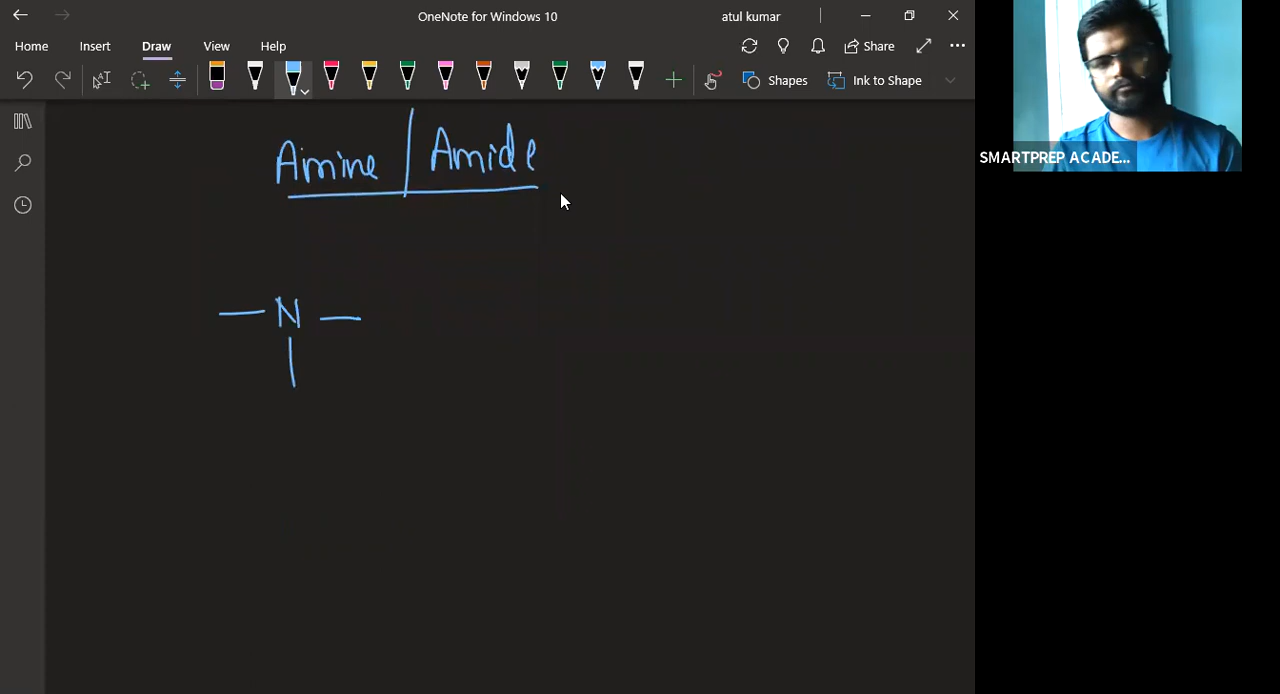 OneNote for Windows 10
atul kumar
Home Insert Draw View Help
Share
Shapes
Ink to Shape
Amine | Amide
— N —
|
SMARTPREP ACADE...